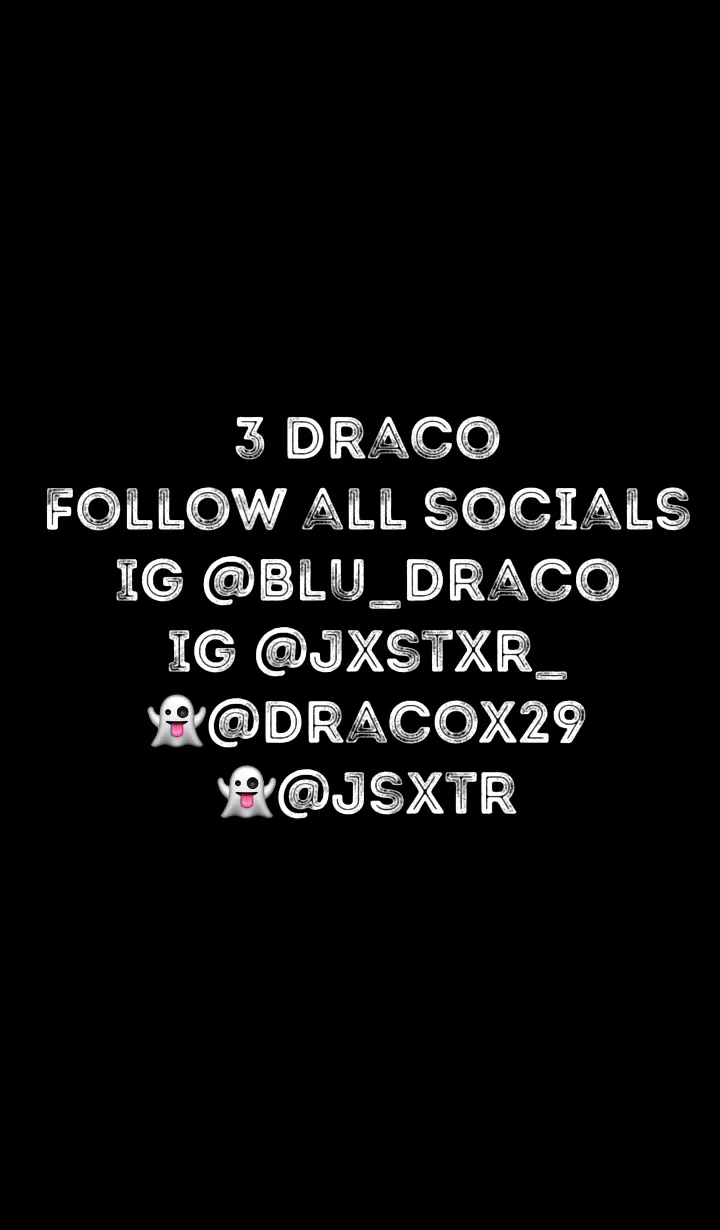 3 DRACO
FOLLOW ALL SOCIALS
IG @BLU_DRACO
IG @JXSTXR_
👻@DRACOX29
👻@JSXTR